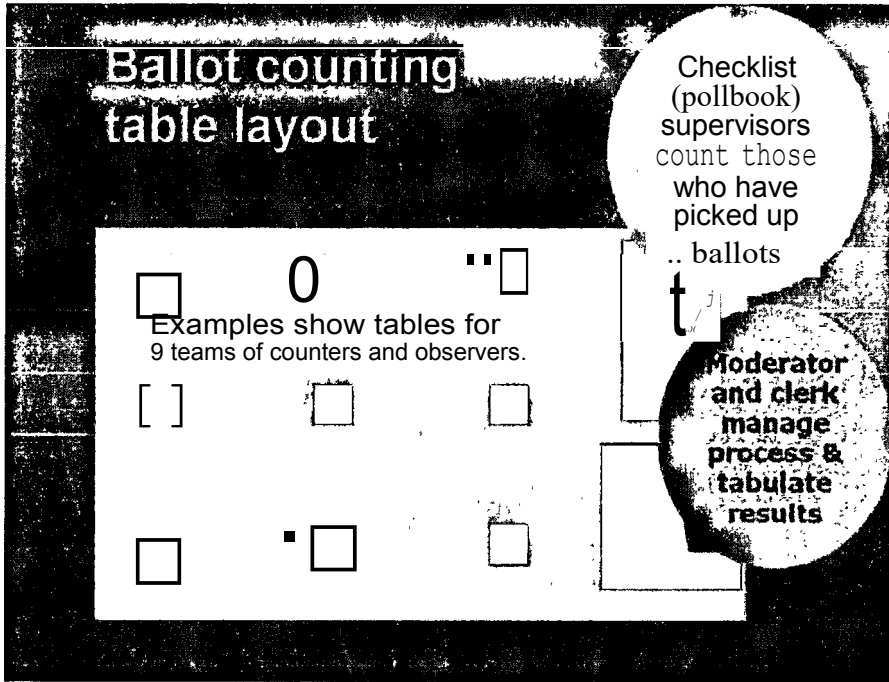 Ballot counting
table layout
Checklist
(pollbook)
supervisors
count those
who have
picked up
.. ballots
t
j
0
Examples show tables for
9 teams of counters and observers.
[ ]
Moderator
and clerk
manage
process &
tabulate
results